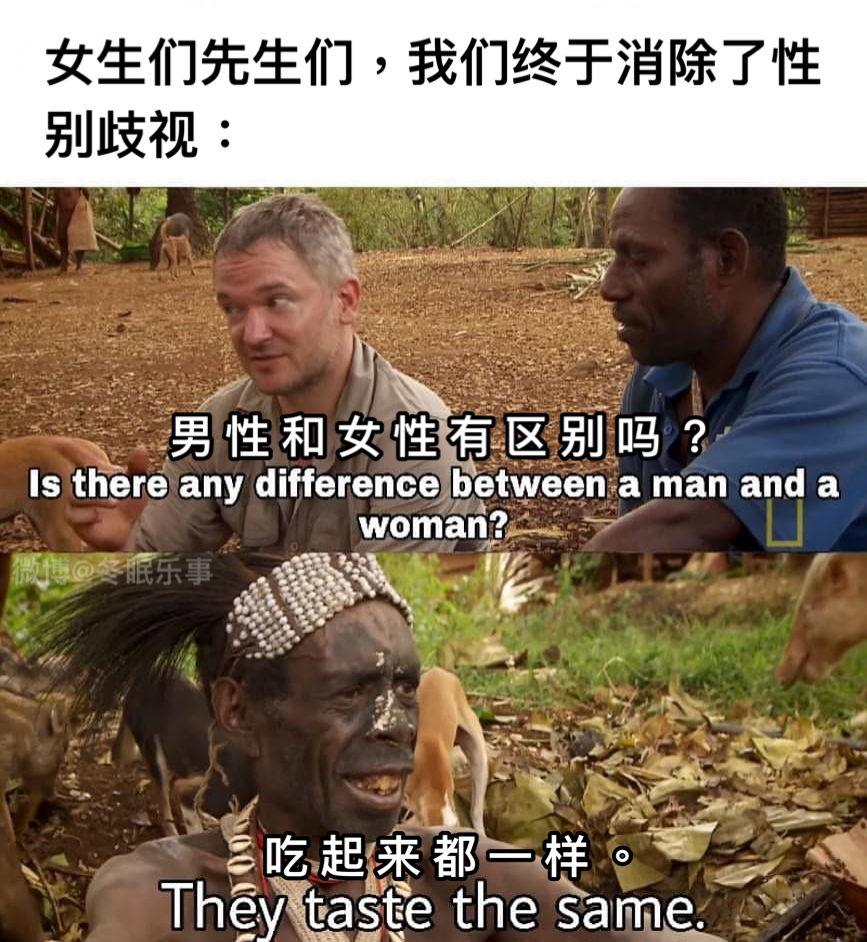 女生们先生们，我们终于消除了性
别歧视：
男性和女性有区别吗？
Is there any difference between a man and a
woman?
微博@冬眠乐事
吃起来都一样。
They taste the same.